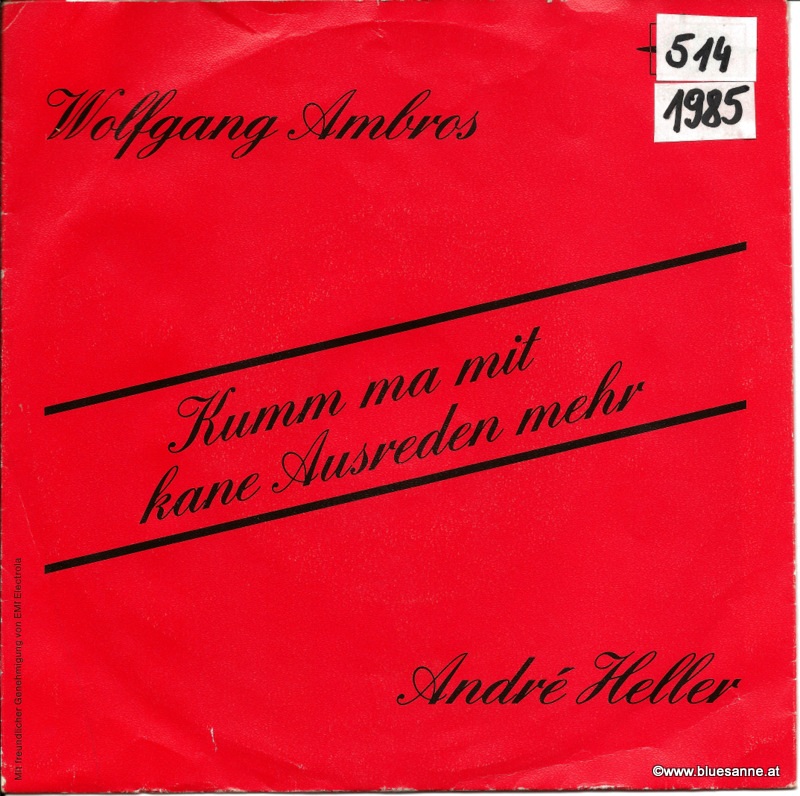 Wolfgang Ambros
514
1985
Kumm ma mit
kane Ausreden mehr
André Heller
Mit freundlicher Genehmigung von EMI Electrola
©www.bluesanne.at